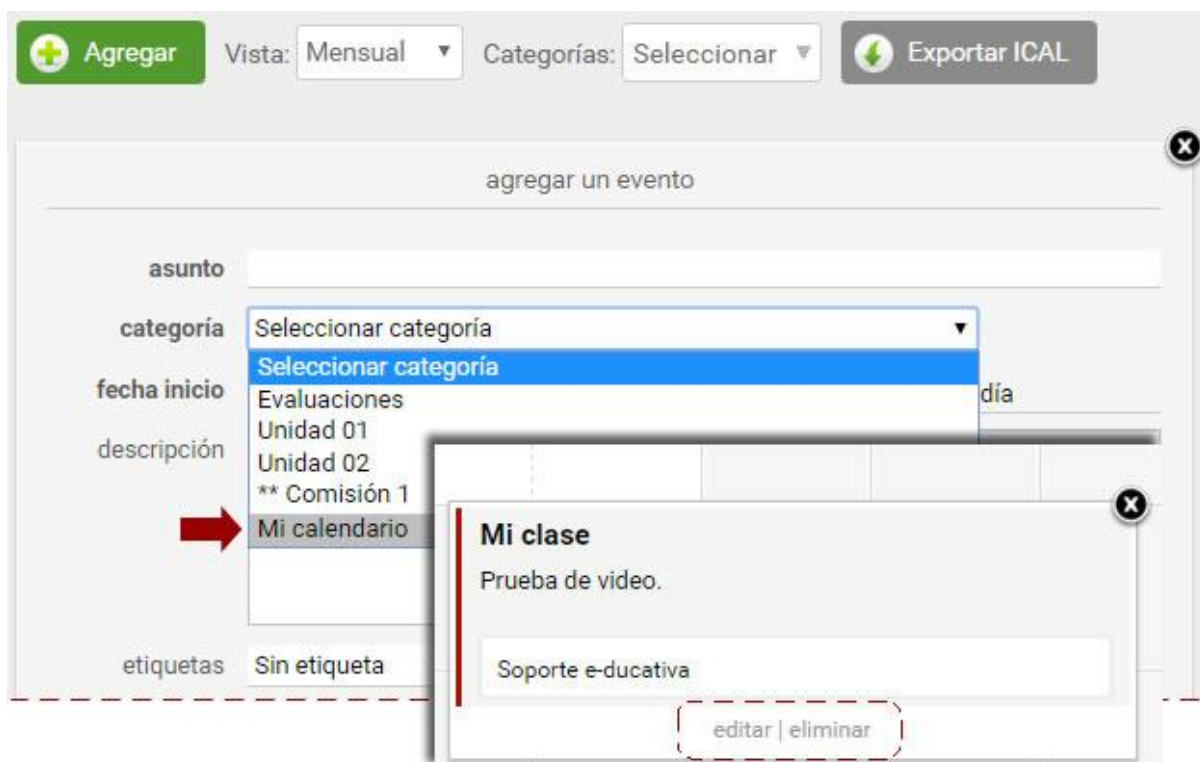 Agregar Vista: Mensual Categorías: Seleccionar Exportar ICAL
agregar un evento
asunto
categoría Seleccionar categoría
Seleccionar categoría
fecha inicio Evaluaciones día
Unidad 01
descripción Unidad 02
** Comisión 1
Mi calendario
Mi clase
Prueba de video.
etiquetas Sin etiqueta
Soporte e-ducativa
editar | eliminar